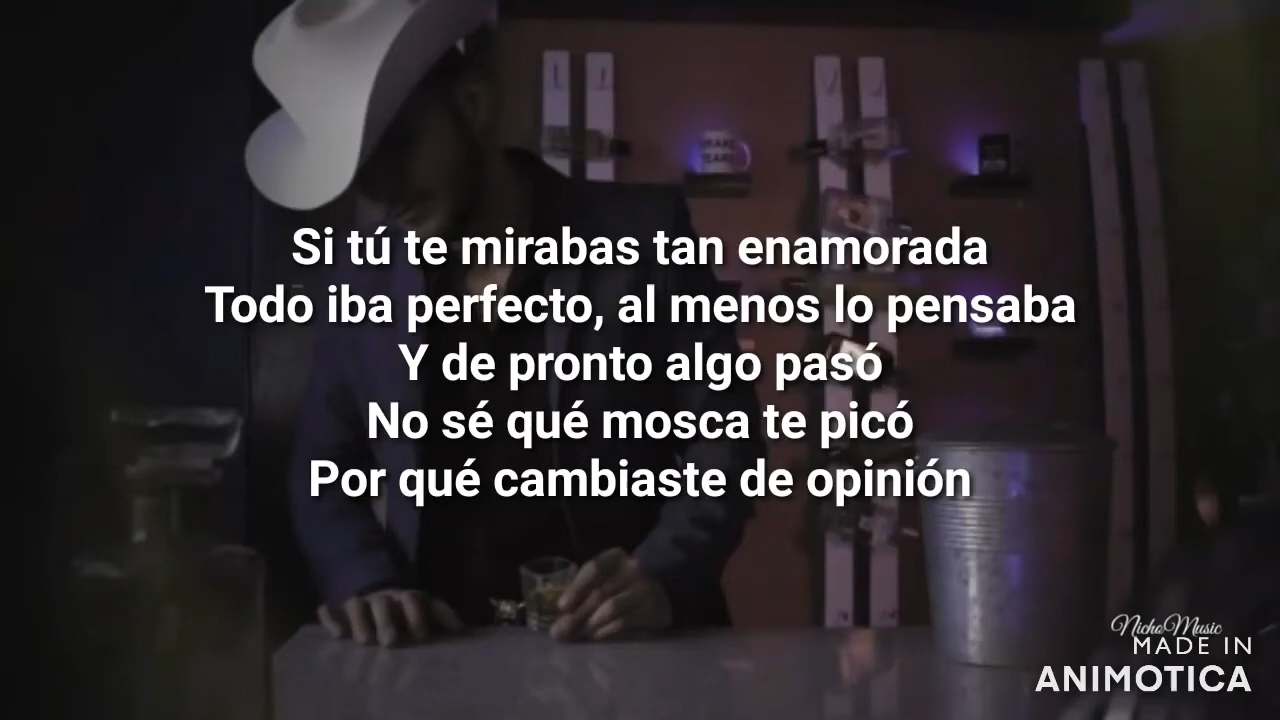 Si tú te mirabas tan enamorada
Todo iba perfecto, al menos lo pensaba
Y de pronto algo pasó
No sé qué mosca te picó
Por qué cambiaste de opinión
NichoMusic
MADE IN
ANIMOTICA